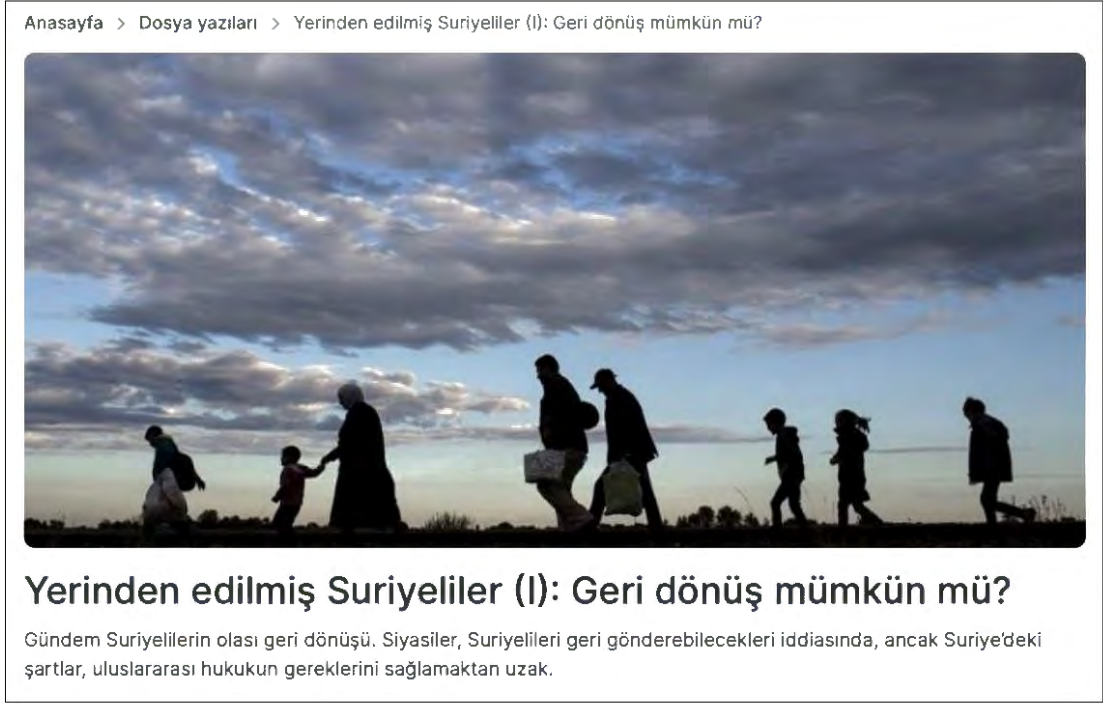 Anasayfa > Dosya yazıları > Yerinden edilmiş Suriyeliler (I): Geri dönüş mümkün mü?
Yerinden edilmiş Suriyeliler (I): Geri dönüş mümkün mü?
Gündem Suriyelilerin olası geri dönüşü. Siyasiler, Suriyelileri geri gönderebilecekleri iddiasında, ancak Suriye'deki
şartlar, uluslararası hukukun gereklerini sağlamaktan uzak.